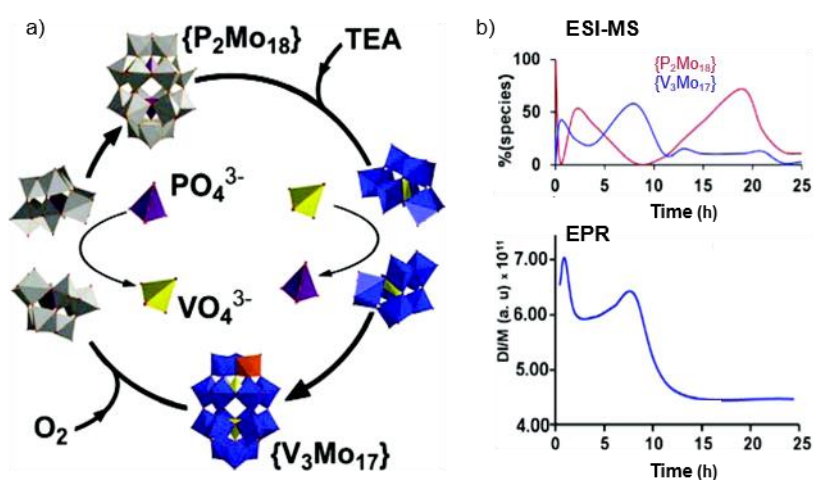 a)
{P₂Mo₁₈}
TEA
PO₄³⁻
VO₄³⁻
O₂
{V₃Mo₁₇}
b)
ESI-MS
{P₂Mo₁₈}
{V₃Mo₁₇}
%(species)
100
50
0
0 5 10 15 20 25
Time (h)
EPR
DI/M (a. u) × 10¹¹
7.00
6.00
5.00
4.00
0 5 10 15 20 25
Time (h)